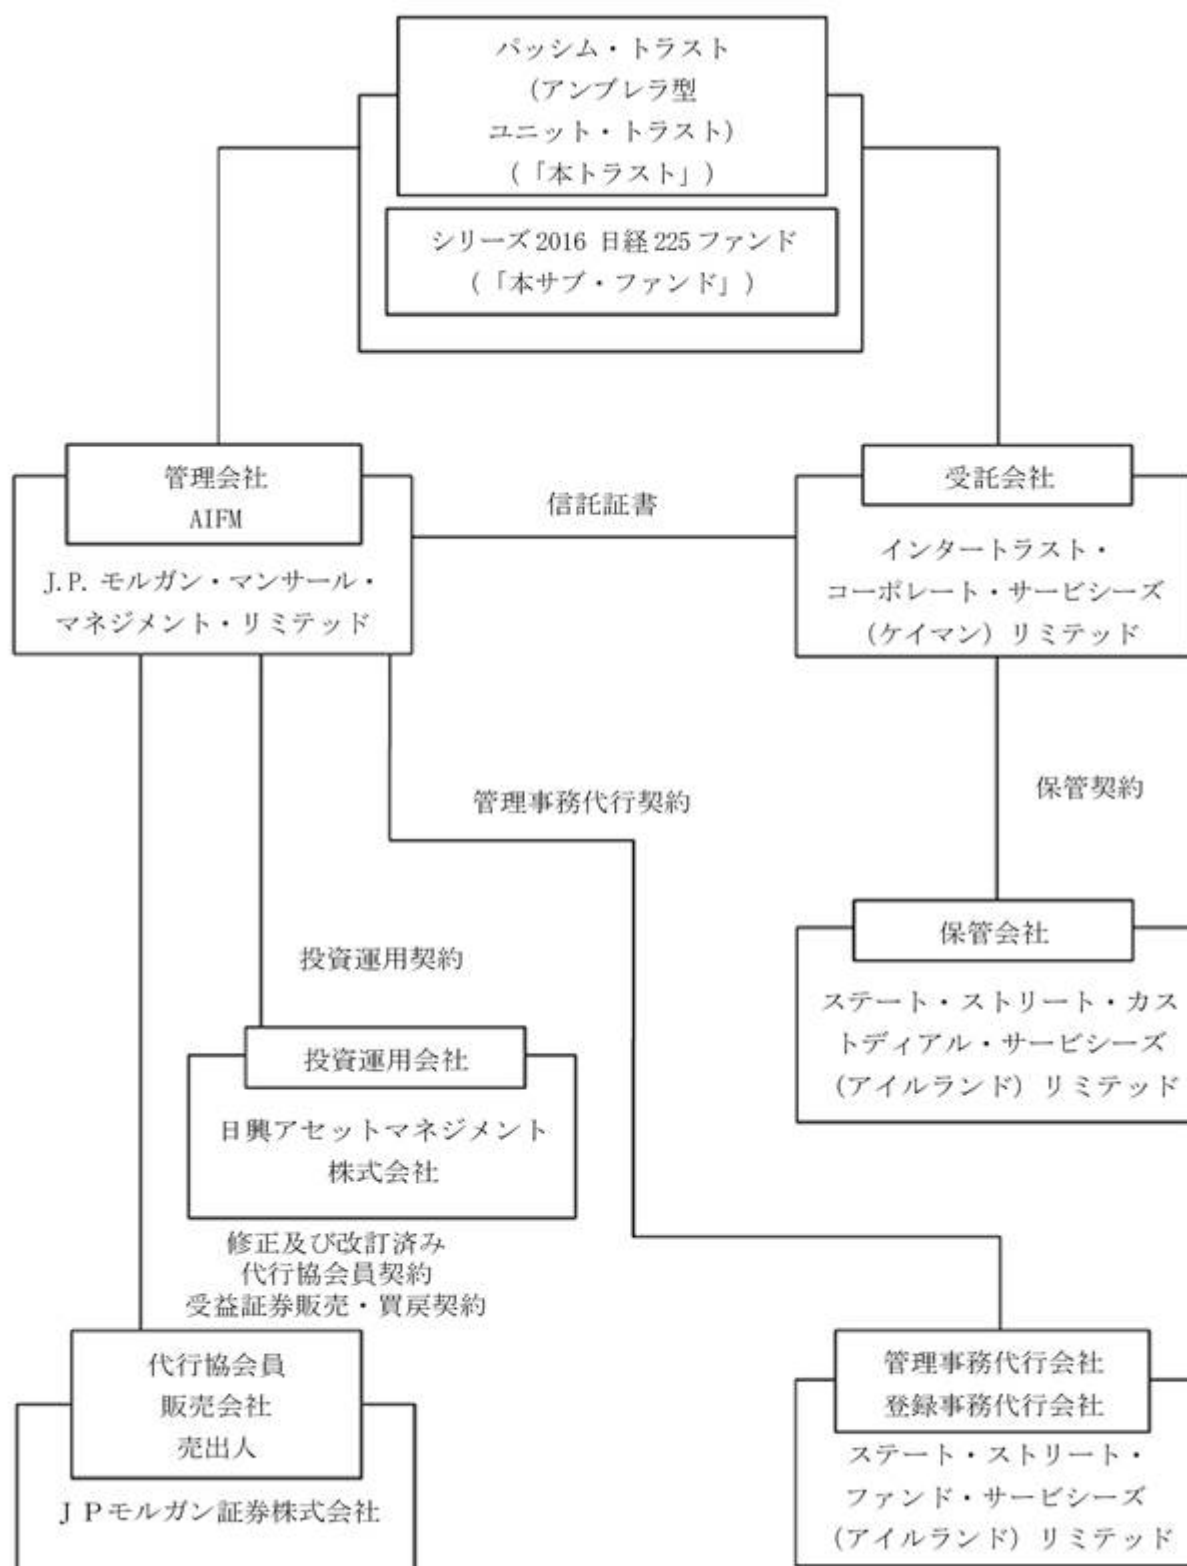 パッシム・トラスト
（アンブレラ型
ユニット・トラスト）
（「本トラスト」）
シリーズ2016 日経225ファンド
（「本サブ・ファンド」）
管理会社
AIFM
J.P. モルガン・マンサール・
マネジメント・リミテッド
信託証書
受託会社
インタートラスト・
コーポレート・サービシーズ
（ケイマン）リミテッド
管理事務代行契約
保管契約
保管会社
ステート・ストリート・カス
トディアル・サービシーズ
（アイルランド）リミテッド
投資運用契約
投資運用会社
日興アセットマネジメント
株式会社
修正及び改訂済み
代行協会員契約
受益証券販売・買戻契約
代行協会員
販売会社
売出人
ＪＰモルガン証券株式会社
管理事務代行会社
登録事務代行会社
ステート・ストリート・
ファンド・サービシーズ
（アイルランド）リミテッド